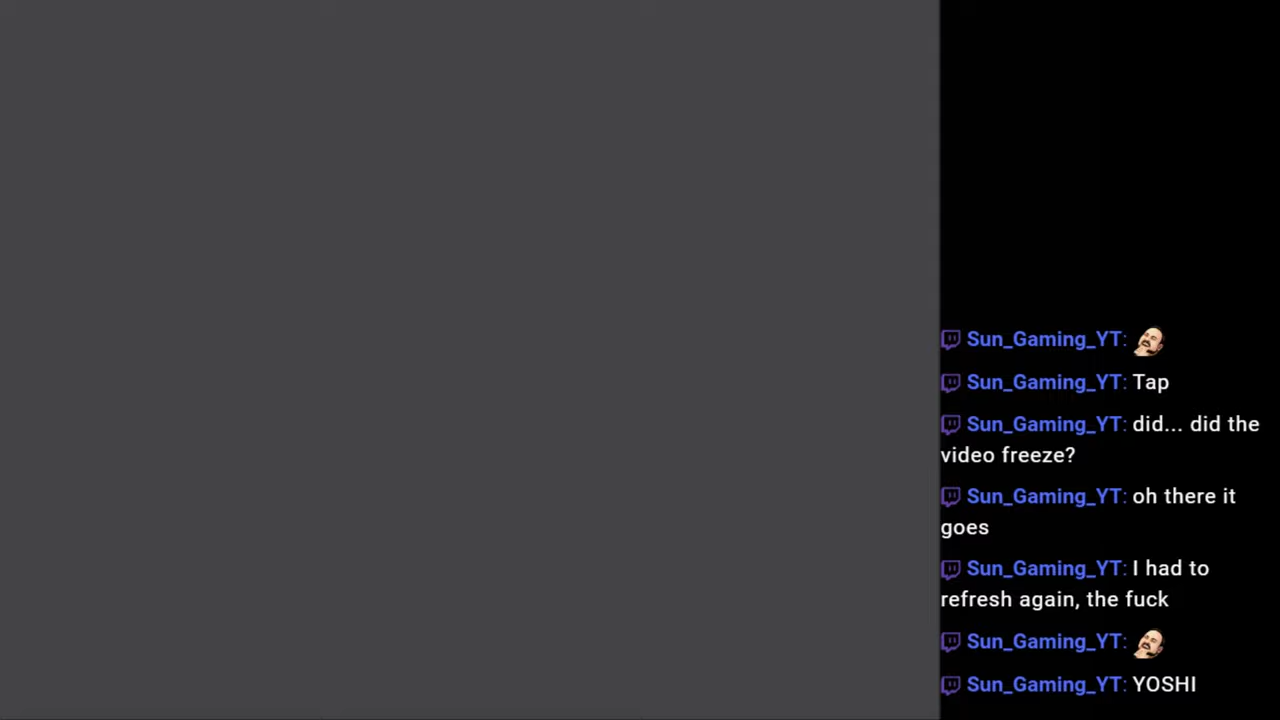 Sun_Gaming_YT:
Sun_Gaming_YT: Tap
Sun_Gaming_YT: did... did the
video freeze?
Sun_Gaming_YT: oh there it
goes
Sun_Gaming_YT: I had to
refresh again, the fuck
Sun_Gaming_YT:
Sun_Gaming_YT: YOSHI